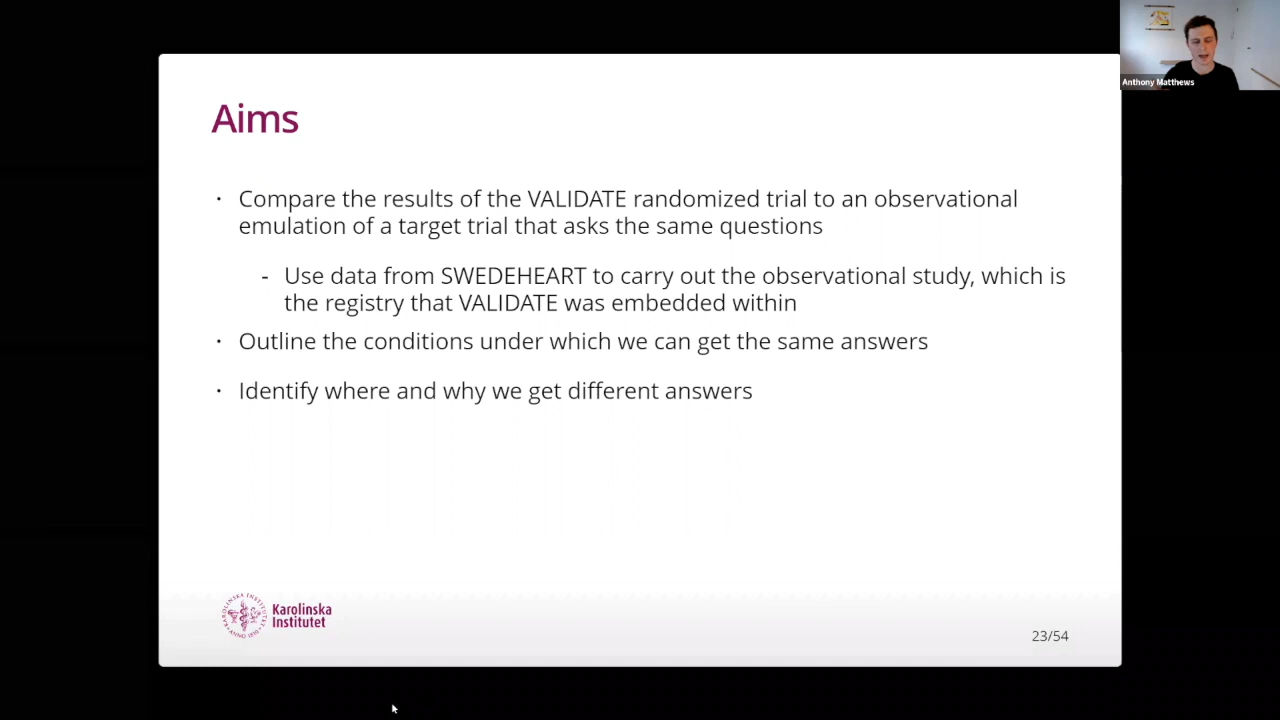 Anthony Matthews
Aims
· Compare the results of the VALIDATE randomized trial to an observational
emulation of a target trial that asks the same questions
- Use data from SWEDEHEART to carry out the observational study, which is
the registry that VALIDATE was embedded within
· Outline the conditions under which we can get the same answers
· Identify where and why we get different answers
Karolinska
Institutet
23/54